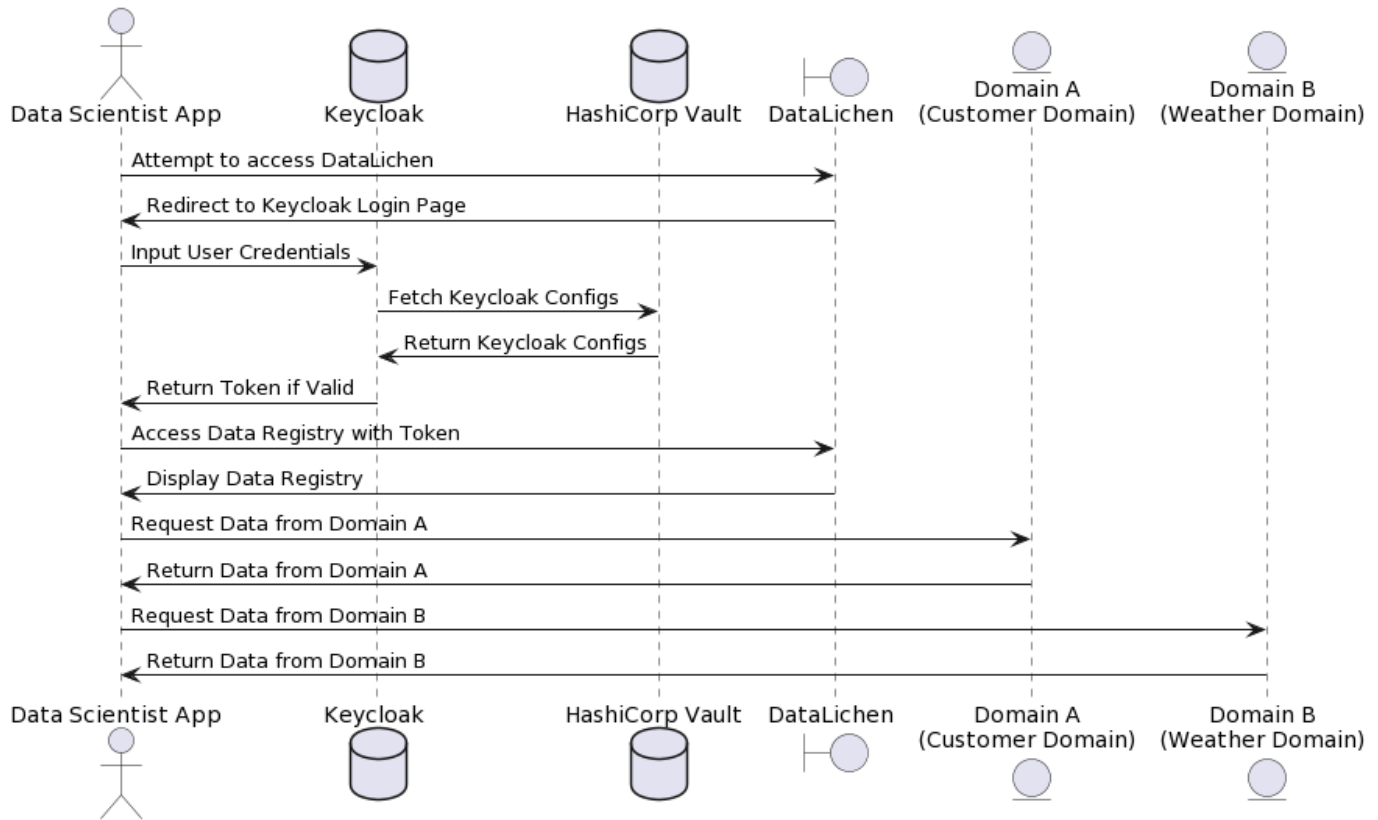 Data Scientist App
Keycloak
HashiCorp Vault
DataLichen
Domain A
(Customer Domain)
Domain B
(Weather Domain)
Attempt to access DataLichen
Redirect to Keycloak Login Page
Input User Credentials
Fetch Keycloak Configs
Return Keycloak Configs
Return Token if Valid
Access Data Registry with Token
Display Data Registry
Request Data from Domain A
Return Data from Domain A
Request Data from Domain B
Return Data from Domain B
Data Scientist App
Keycloak
HashiCorp Vault
DataLichen
Domain A
(Customer Domain)
Domain B
(Weather Domain)